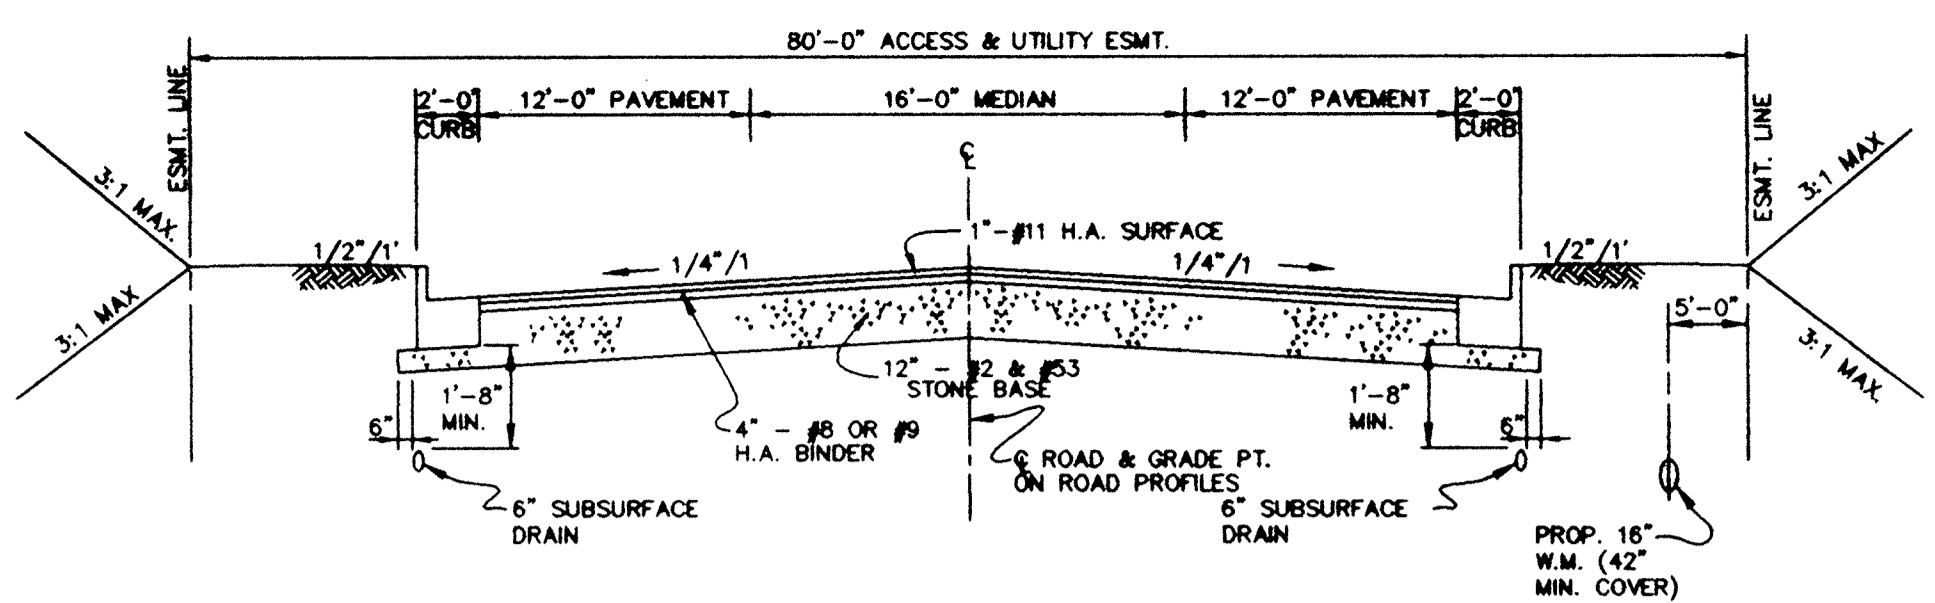 80'-0" ACCESS & UTILITY ESMT.
2'-0"
CURB
12'-0" PAVEMENT
16'-0" MEDIAN
12'-0" PAVEMENT
2'-0"
CURB
ESMT. LINE
ESMT. LINE
℄
3:1 MAX.
3:1 MAX
3:1 MAX
3:1 MAX.
1/2"/1'
1/4"/1
1"-#11 H.A. SURFACE
1/4"/1
1/2"/1'
5'-0"
12" - #2 & #53
STONE BASE
1'-8"
MIN.
1'-8"
MIN.
6"
6"
4" - #8 OR #9
H.A. BINDER
℄ ROAD & GRADE PT.
ON ROAD PROFILES
6" SUBSURFACE
DRAIN
6" SUBSURFACE
DRAIN
PROP. 16"
W.M. (42"
MIN. COVER)